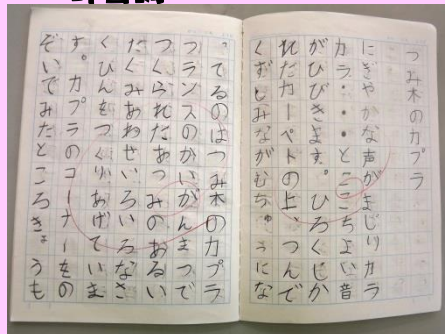 つみ木のカプラ
にぎやかな声がまじりカラ
カラ・・・とここちよい音
がひびきます。ひろくしか
れたカーペトの上、つんで
くずしみながむちゅうにな
ってるのはつみ木のカプラ
フランスのかいがんまつで
つくられたあつみのあるい
たくみあわせいろいろなさ
くひんをつくりあげていま
す。カプラのコーナーをの
ぞいでみたところきょうも